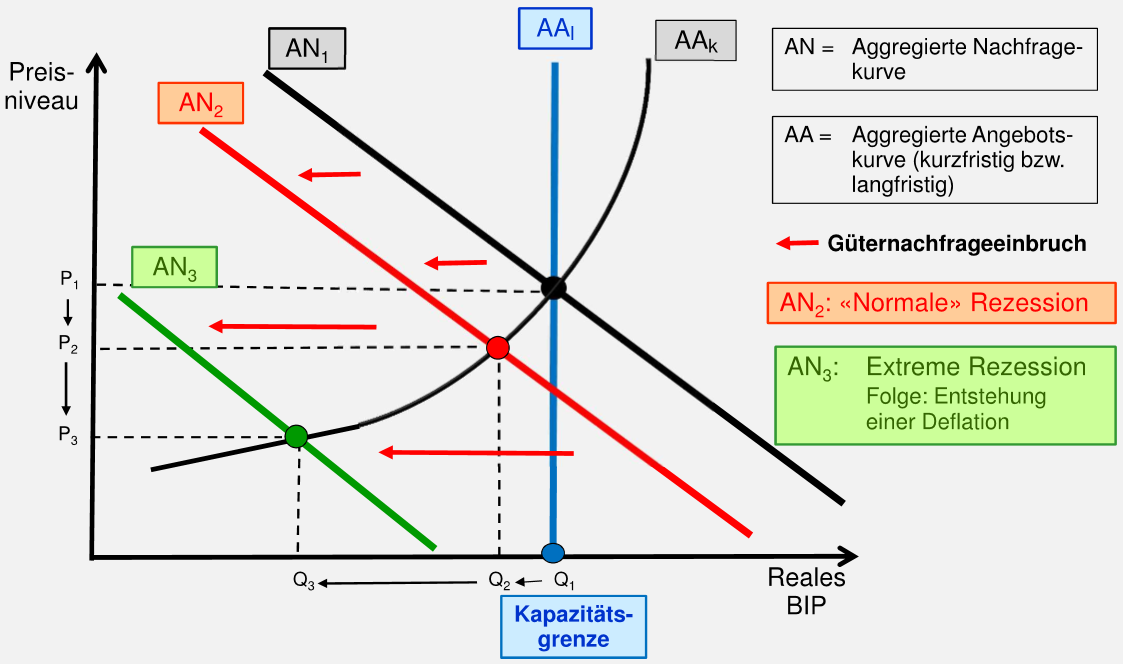 AN₁
AAₗ
AAₖ
AN =
Aggregierte Nachfrage-
kurve
Preis-
niveau
AN₂
AA =
Aggregierte Angebots-
kurve (kurzfristig bzw.
langfristig)
Güternachfrageeinbruch
AN₃
P₁
AN₂: «Normale» Rezession
P₂
AN₃: Extreme Rezession
Folge: Entstehung
einer Deflation
P₃
Q₃
Q₂
Q₁
Reales
BIP
Kapazitäts-
grenze